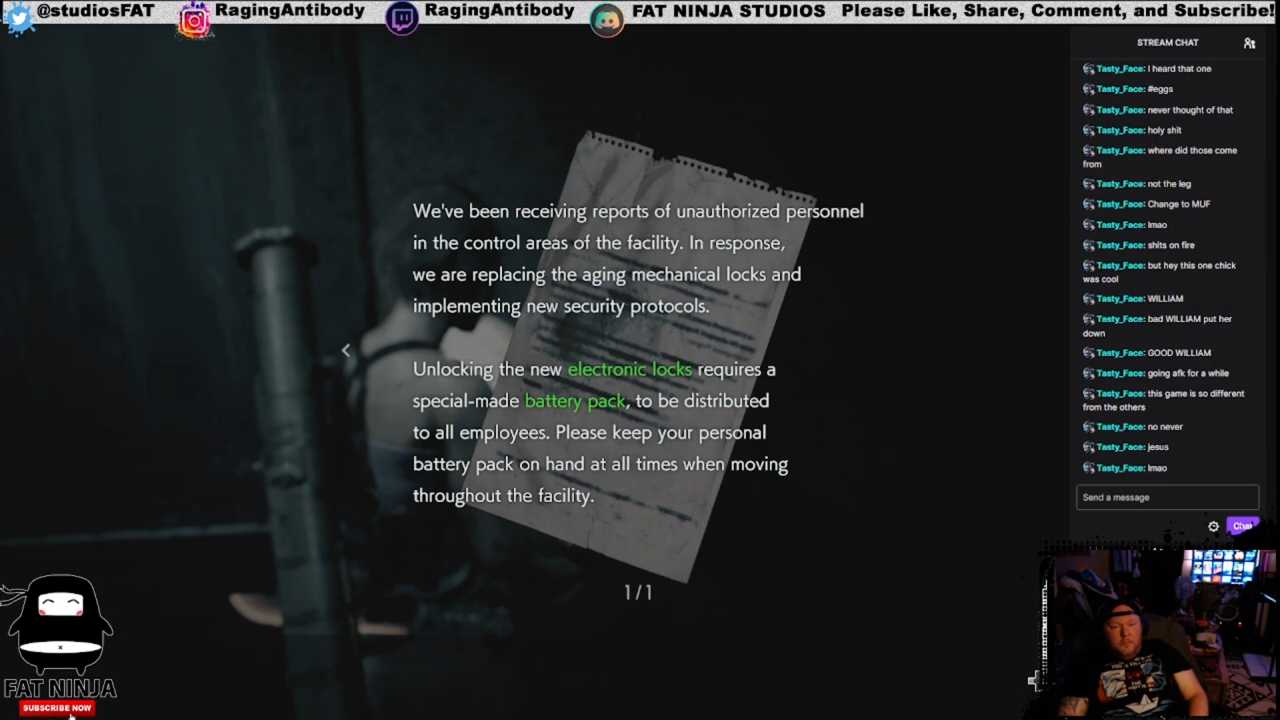 @studiosFAT
RagingAntibody
RagingAntibody
FAT NINJA STUDIOS
Please Like, Share, Comment, and Subscribe!
We've been receiving reports of unauthorized personnel
in the control areas of the facility. In response,
we are replacing the aging mechanical locks and
implementing new security protocols.
Unlocking the new electronic locks requires a
special-made battery pack, to be distributed
to all employees. Please keep your personal
battery pack on hand at all times when moving
throughout the facility.
1/1
STREAM CHAT
Tasty_Face: I heard that one
Tasty_Face: #eggs
Tasty_Face: never thought of that
Tasty_Face: holy shit
Tasty_Face: where did those come
from
Tasty_Face: not the leg
Tasty_Face: Change to MUF
Tasty_Face: lmao
Tasty_Face: shits on fire
Tasty_Face: but hey this one chick
was cool
Tasty_Face: WILLIAM
Tasty_Face: bad WILLIAM put her
down
Tasty_Face: GOOD WILLIAM
Tasty_Face: going afk for a while
Tasty_Face: this game is so different
from the others
Tasty_Face: no never
Tasty_Face: jesus
Tasty_Face: lmao
Send a message
Chat
FAT NINJA
SUBSCRIBE NOW